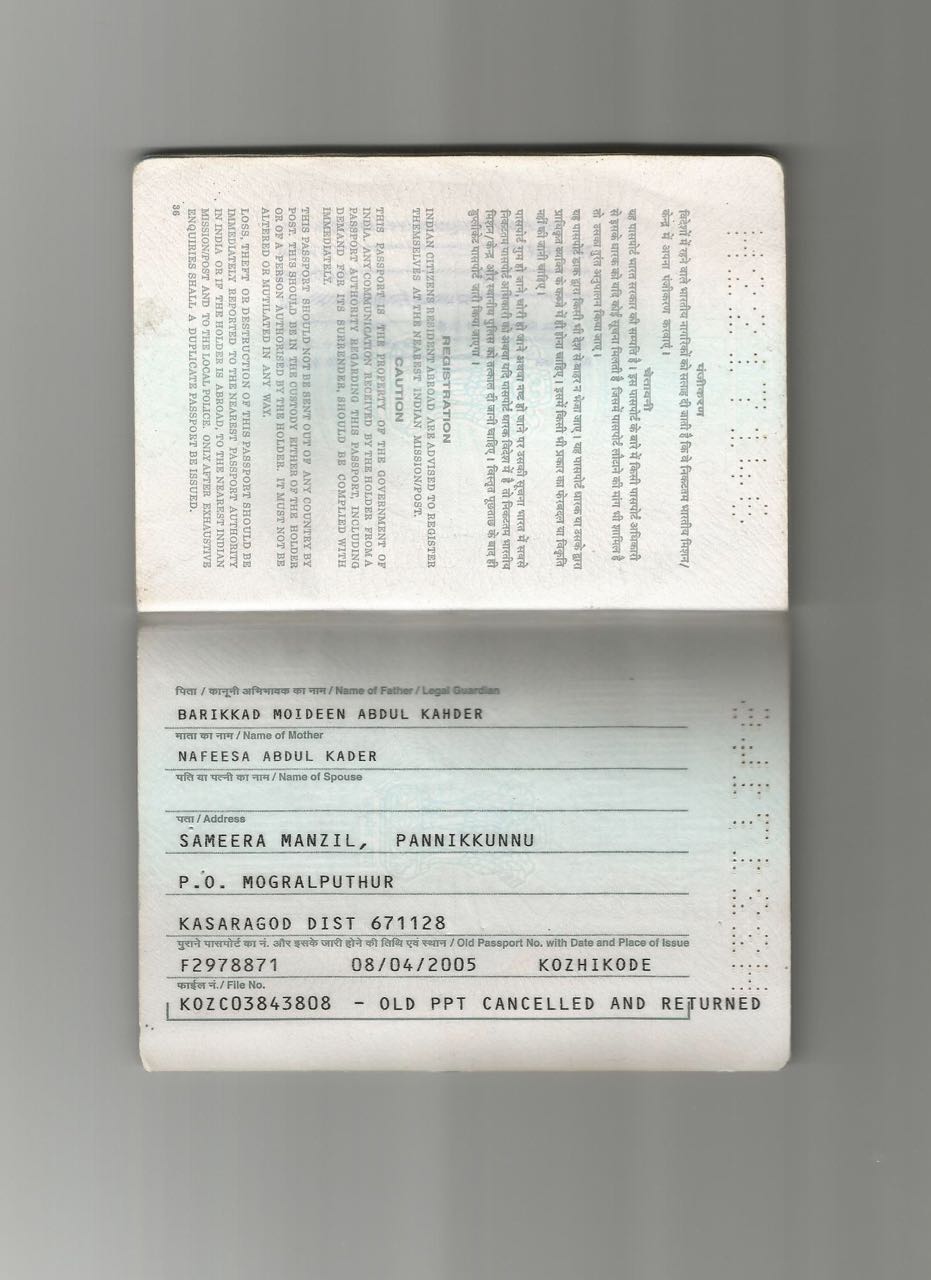 पंजीकरण
विदेशों में रहने वाले भारतीय नागरिकों को सलाह दी जाती है कि वे निकटतम भारतीय मिशन/
केन्द्र में अपना पंजीकरण करवाएं।
चेतावनी
यह पासपोर्ट भारत सरकार की सम्पत्ति है। इस पासपोर्ट के बारे में किसी पासपोर्ट अधिकारी
से इसके धारक को यदि कोई सूचना मिलती है जिसमें पासपोर्ट लौटाने की मांग भी शामिल है
तो उसका तुरंत अनुपालन किया जाए।
यह पासपोर्ट डाक द्वारा किसी भी देश से बाहर न भेजा जाए। यह पासपोर्ट धारक या उसके द्वारा
प्राधिकृत व्यक्ति के कब्जे में ही होना चाहिए। इसमें किसी भी प्रकार का फेरबदल या विकृति
नहीं की जानी चाहिए।
पासपोर्ट गुम हो जाने, चोरी हो जाने अथवा नष्ट हो जाने पर उसकी सूचना भारत में सबसे
निकटतम पासपोर्ट अधिकारी को अथवा यदि पासपोर्ट धारक विदेश में है तो निकटतम भारतीय
मिशन/केन्द्र और स्थानीय पुलिस को तत्काल दी जानी चाहिए। विस्तृत पूछताछ के बाद ही
डुप्लीकेट पासपोर्ट जारी किया जाएगा।
REGISTRATION
INDIAN CITIZENS RESIDENT ABROAD ARE ADVISED TO REGISTER
THEMSELVES AT THE NEAREST INDIAN MISSION/POST.
CAUTION
THIS PASSPORT IS THE PROPERTY OF THE GOVERNMENT OF
INDIA. ANY COMMUNICATION RECEIVED BY THE HOLDER FROM A
PASSPORT AUTHORITY REGARDING THIS PASSPORT, INCLUDING
DEMAND FOR ITS SURRENDER, SHOULD BE COMPLIED WITH
IMMEDIATELY.
THIS PASSPORT SHOULD NOT BE SENT OUT OF ANY COUNTRY BY
POST. THIS SHOULD BE IN THE CUSTODY EITHER OF THE HOLDER
OR OF A PERSON AUTHORISED BY THE HOLDER. IT MUST NOT BE
ALTERED OR MUTILATED IN ANY WAY.
LOSS, THEFT OR DESTRUCTION OF THIS PASSPORT SHOULD BE
IMMEDIATELY REPORTED TO THE NEAREST PASSPORT AUTHORITY
IN INDIA OR IF THE HOLDER IS ABROAD, TO THE NEAREST INDIAN
MISSION/POST AND TO THE LOCAL POLICE. ONLY AFTER EXHAUSTIVE
ENQUIRIES SHALL A DUPLICATE PASSPORT BE ISSUED.
36
पिता / कानूनी अभिभावक का नाम / Name of Father / Legal Guardian
BARIKKAD MOIDEEN ABDUL KAHDER
माता का नाम / Name of Mother
NAFEESA ABDUL KADER
पति या पत्नी का नाम / Name of Spouse
पता / Address
SAMEERA MANZIL, PANNIKKUNNU
P.O. MOGRALPUTHUR
KASARAGOD DIST 671128
पुराने पासपोर्ट का नं. और इसके जारी होने की तिथि एवं स्थान / Old Passport No. with Date and Place of Issue
F2978871 08/04/2005 KOZHIKODE
फाईल नं./ File No.
KOZC03843808 - OLD PPT CANCELLED AND RETURNED